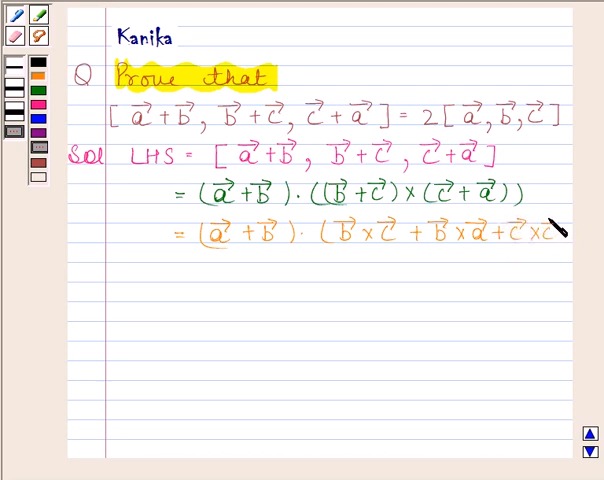 Kanika
Q Prove that
[ a⃗ + b⃗ , b⃗ + c⃗ , c⃗ + a⃗ ] = 2 [ a⃗ , b⃗ , c⃗ ]
Sol LHS = [ a⃗ + b⃗ , b⃗ + c⃗ , c⃗ + a⃗ ]
= ( a⃗ + b⃗ ) . ( ( b⃗ + c⃗ ) × ( c⃗ + a⃗ ) )
= ( a⃗ + b⃗ ) . ( b⃗ × c⃗ + b⃗ × a⃗ + c⃗ × c⃗